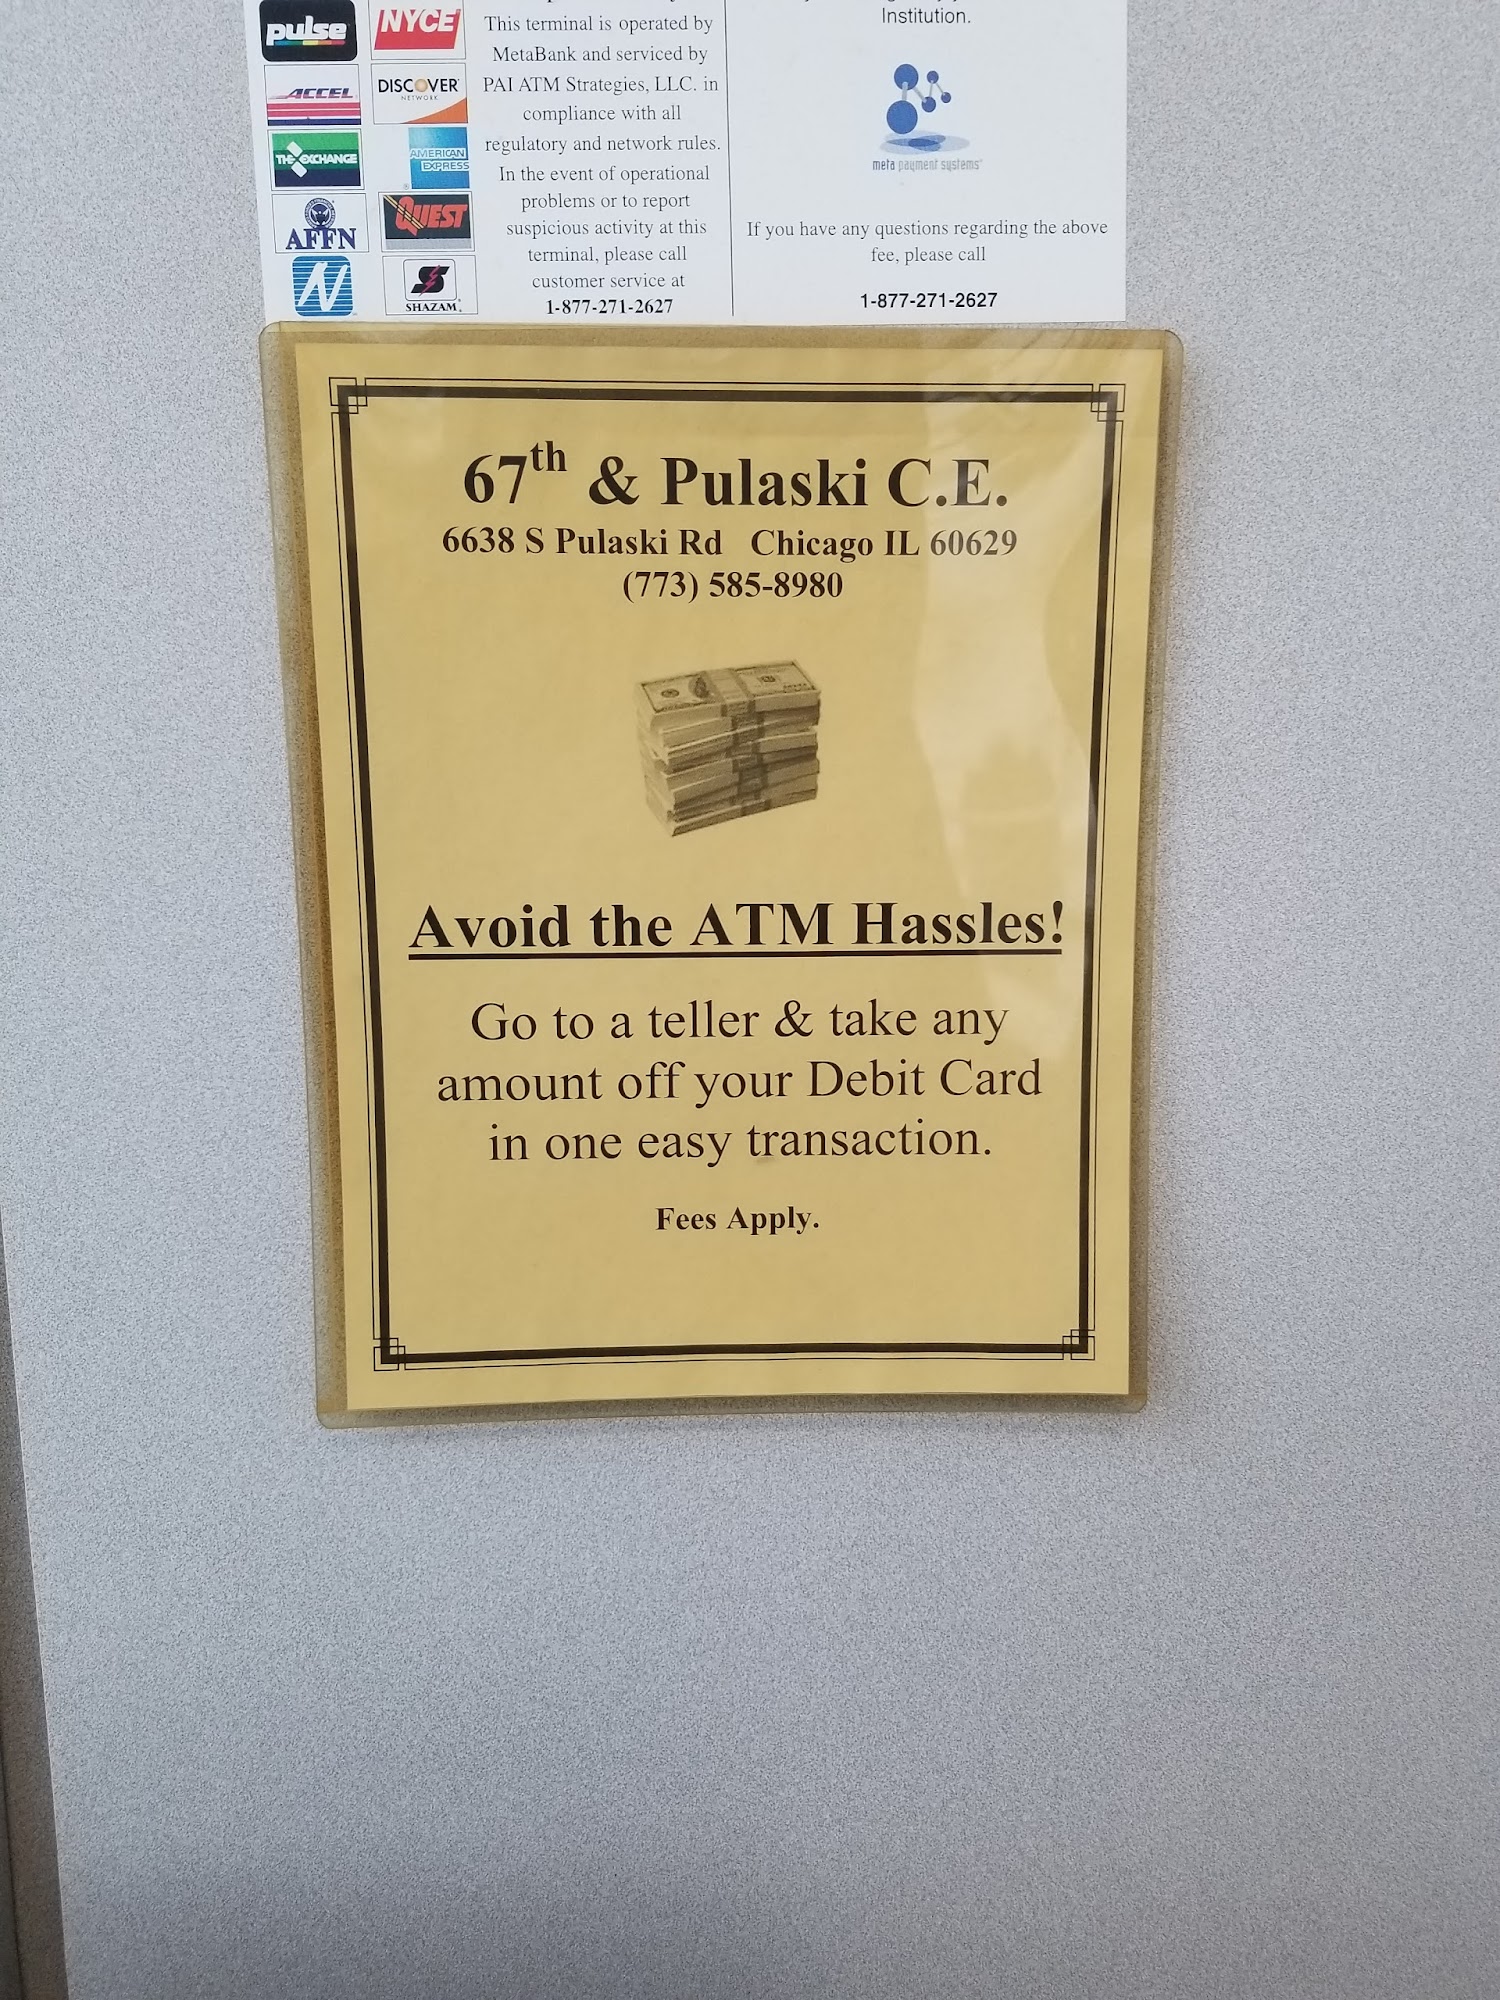 pulse
NYCE
ACCEL
DISCOVER
NETWORK
THE EXCHANGE
AMERICAN
EXPRESS
AFFN
QUEST
N
SHAZAM
This terminal is operated by
MetaBank and serviced by
PAI ATM Strategies, LLC. in
compliance with all
regulatory and network rules.
In the event of operational
problems or to report
suspicious activity at this
terminal, please call
customer service at
1-877-271-2627
Institution.
meta payment systems
If you have any questions regarding the above
fee, please call
1-877-271-2627
67th & Pulaski C.E.
6638 S Pulaski Rd Chicago IL 60629
(773) 585-8980
Avoid the ATM Hassles!
Go to a teller & take any
amount off your Debit Card
in one easy transaction.
Fees Apply.